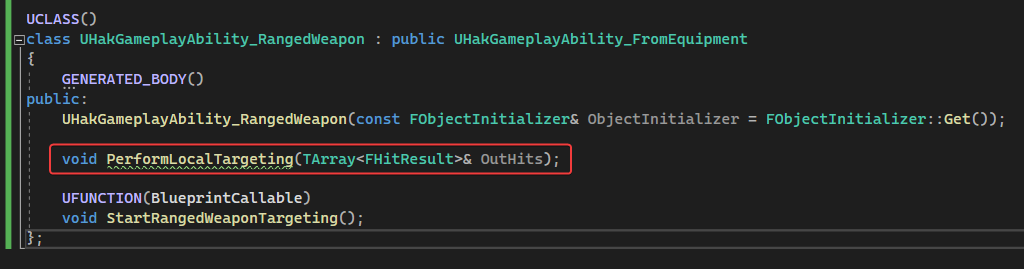 UCLASS()
class UHakGameplayAbility_RangedWeapon : public UHakGameplayAbility_FromEquipment
{
GENERATED_BODY()
public:
UHakGameplayAbility_RangedWeapon(const FObjectInitializer& ObjectInitializer = FObjectInitializer::Get());
void PerformLocalTargeting(TArray<FHitResult>& OutHits);
UFUNCTION(BlueprintCallable)
void StartRangedWeaponTargeting();
};